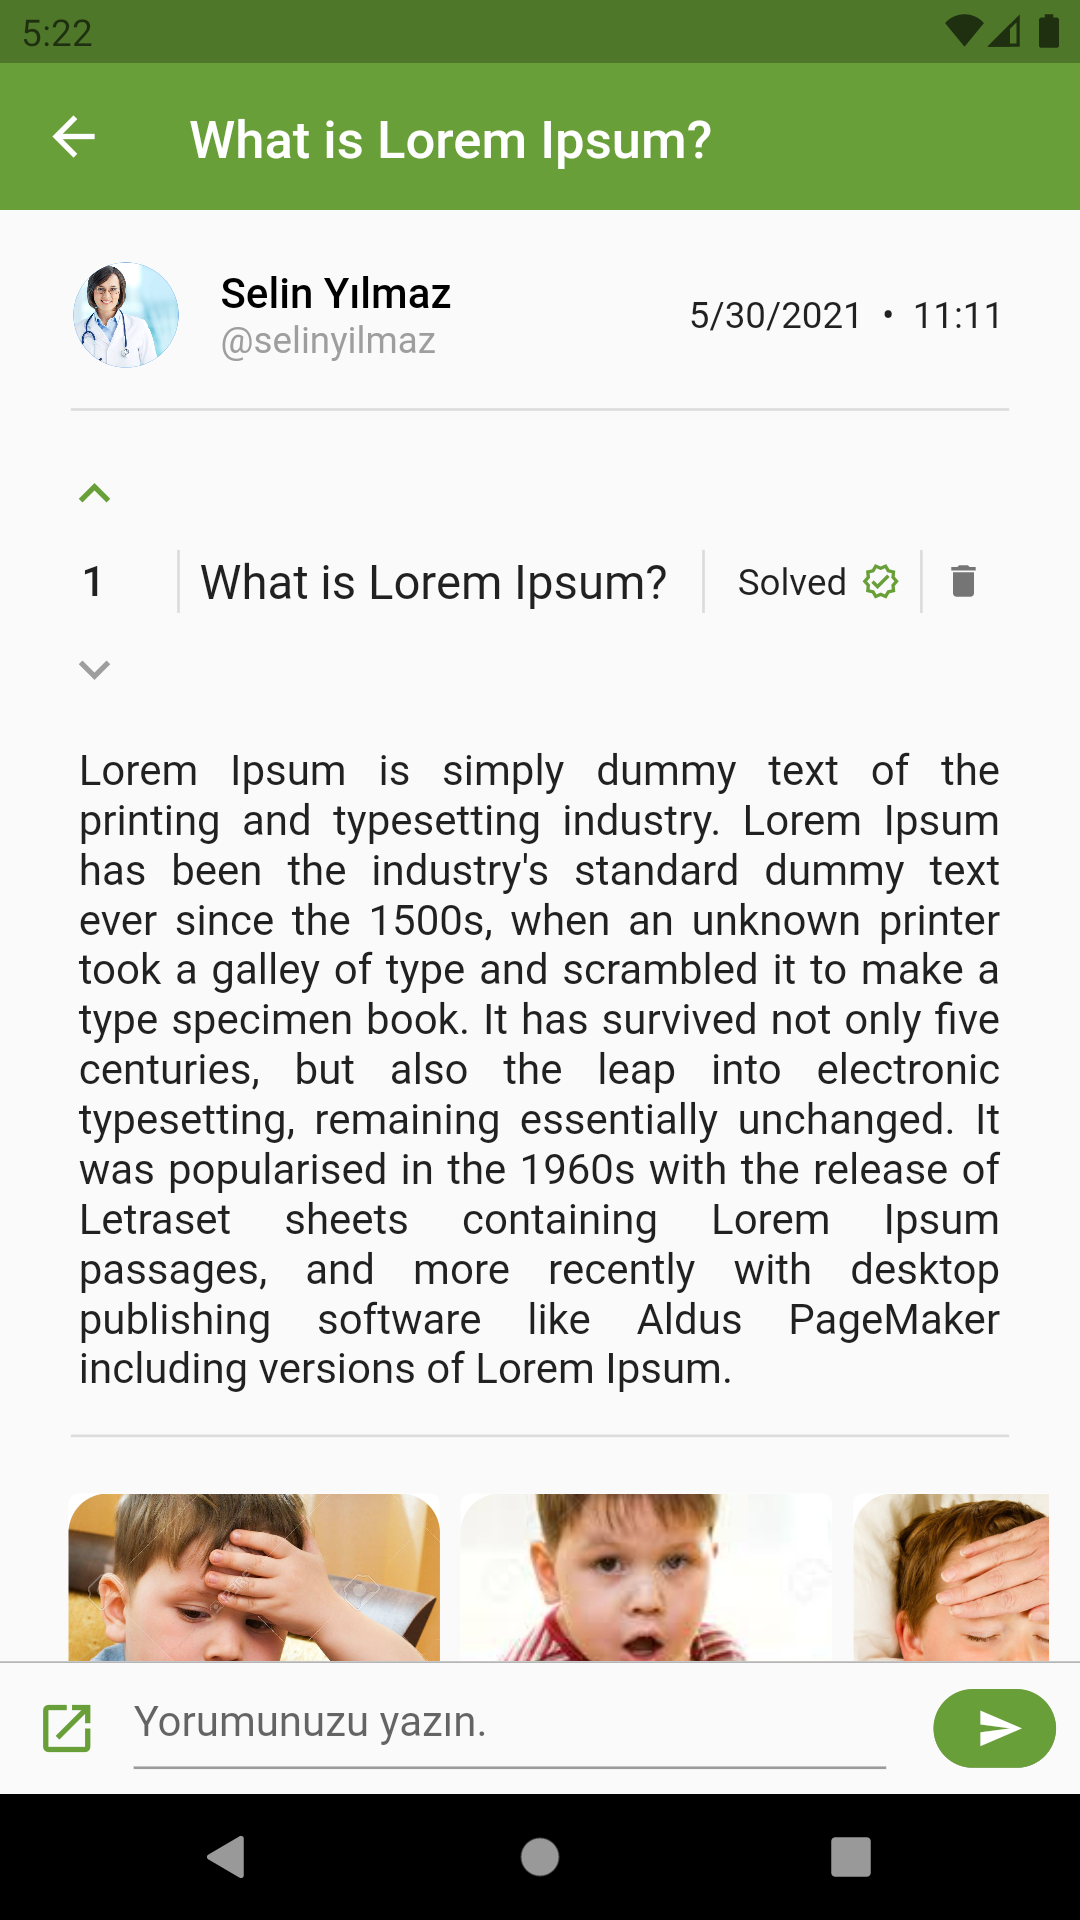 5:22
What is Lorem Ipsum?
Selin Yılmaz
@selinyilmaz
5/30/2021 • 11:11
1
What is Lorem Ipsum?
Solved
Lorem Ipsum is simply dummy text of the
printing and typesetting industry. Lorem Ipsum
has been the industry's standard dummy text
ever since the 1500s, when an unknown printer
took a galley of type and scrambled it to make a
type specimen book. It has survived not only five
centuries, but also the leap into electronic
typesetting, remaining essentially unchanged. It
was popularised in the 1960s with the release of
Letraset sheets containing Lorem Ipsum
passages, and more recently with desktop
publishing software like Aldus PageMaker
including versions of Lorem Ipsum.
Yorumunuzu yazın.